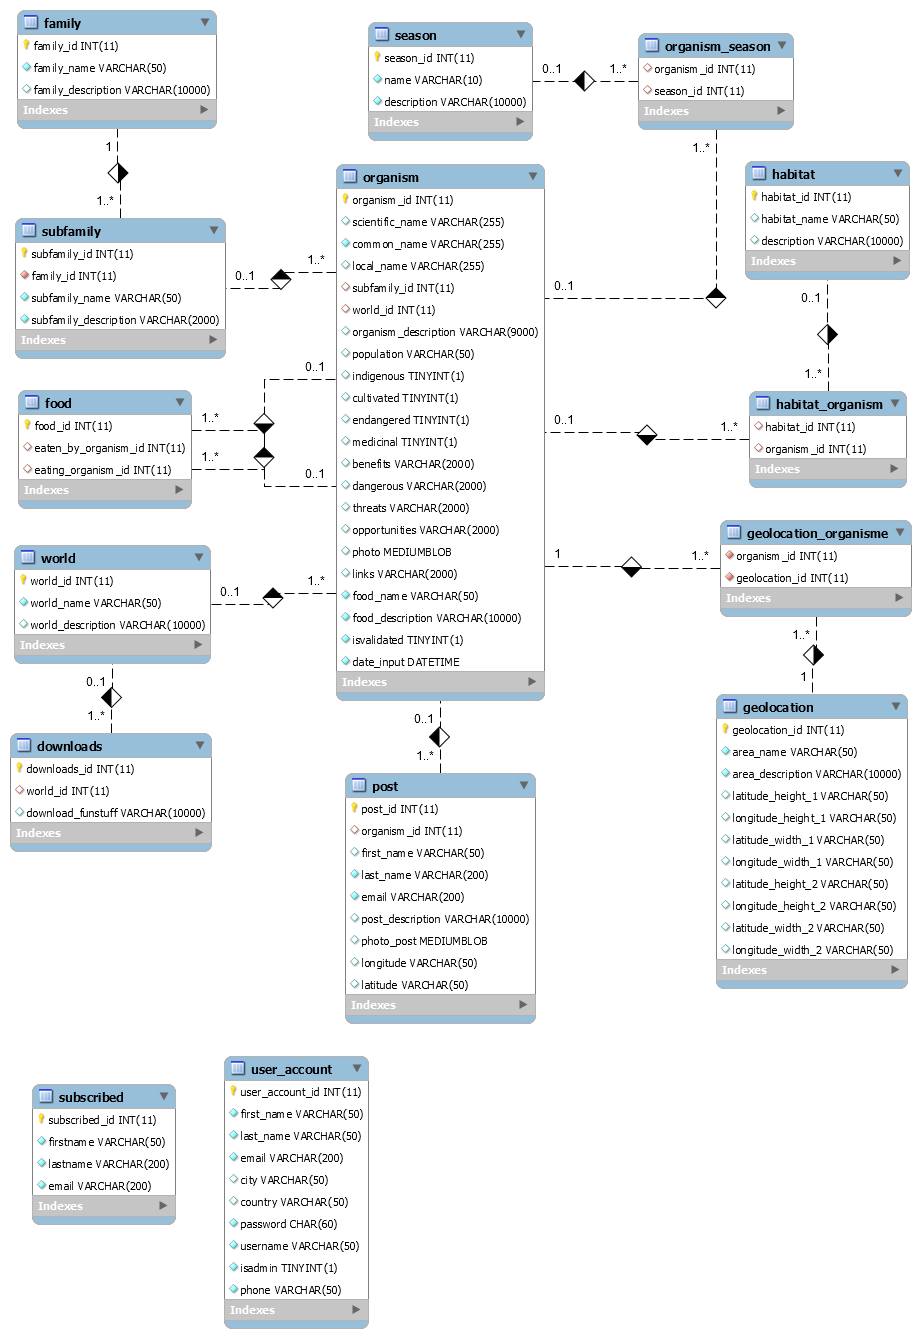 family
family_id INT(11)
family_name VARCHAR(50)
family_description VARCHAR(10000)
Indexes
1
1..*
subfamily
subfamily_id INT(11)
family_id INT(11)
subfamily_name VARCHAR(50)
subfamily_description VARCHAR(2000)
Indexes
0..1
1..*
food
food_id INT(11)
eaten_by_organism_id INT(11)
eating_organism_id INT(11)
Indexes
1..*
1..*
0..1
0..1
world
world_id INT(11)
world_name VARCHAR(50)
world_description VARCHAR(10000)
Indexes
0..1
1..*
0..1
1..*
downloads
downloads_id INT(11)
world_id INT(11)
download_funstuff VARCHAR(10000)
Indexes
season
season_id INT(11)
name VARCHAR(10)
description VARCHAR(10000)
Indexes
0..1
1..*
organism_season
organism_id INT(11)
season_id INT(11)
Indexes
1..*
0..1
organism
organism_id INT(11)
scientific_name VARCHAR(255)
common_name VARCHAR(255)
local_name VARCHAR(255)
subfamily_id INT(11)
world_id INT(11)
organism_description VARCHAR(9000)
population VARCHAR(50)
indigenous TINYINT(1)
cultivated TINYINT(1)
endangered TINYINT(1)
medicinal TINYINT(1)
benefits VARCHAR(2000)
dangerous VARCHAR(2000)
threats VARCHAR(2000)
opportunities VARCHAR(2000)
photo MEDIUMBLOB
links VARCHAR(2000)
food_name VARCHAR(50)
food_description VARCHAR(10000)
isvalidated TINYINT(1)
date_input DATETIME
Indexes
habitat
habitat_id INT(11)
habitat_name VARCHAR(50)
description VARCHAR(10000)
Indexes
0..1
1..*
habitat_organism
habitat_id INT(11)
organism_id INT(11)
Indexes
0..1
1..*
geolocation_organisme
organism_id INT(11)
geolocation_id INT(11)
Indexes
1
1..*
1..*
1
geolocation
geolocation_id INT(11)
area_name VARCHAR(50)
area_description VARCHAR(10000)
latitude_height_1 VARCHAR(50)
longitude_height_1 VARCHAR(50)
latitude_width_1 VARCHAR(50)
longitude_width_1 VARCHAR(50)
latitude_height_2 VARCHAR(50)
longitude_height_2 VARCHAR(50)
latitude_width_2 VARCHAR(50)
longitude_width_2 VARCHAR(50)
Indexes
0..1
1..*
post
post_id INT(11)
organism_id INT(11)
first_name VARCHAR(50)
last_name VARCHAR(200)
email VARCHAR(200)
post_description VARCHAR(10000)
photo_post MEDIUMBLOB
longitude VARCHAR(50)
latitude VARCHAR(50)
Indexes
subscribed
subscribed_id INT(11)
firstname VARCHAR(50)
lastname VARCHAR(200)
email VARCHAR(200)
Indexes
user_account
user_account_id INT(11)
first_name VARCHAR(50)
last_name VARCHAR(50)
email VARCHAR(200)
city VARCHAR(50)
country VARCHAR(50)
password CHAR(60)
username VARCHAR(50)
isadmin TINYINT(1)
phone VARCHAR(50)
Indexes